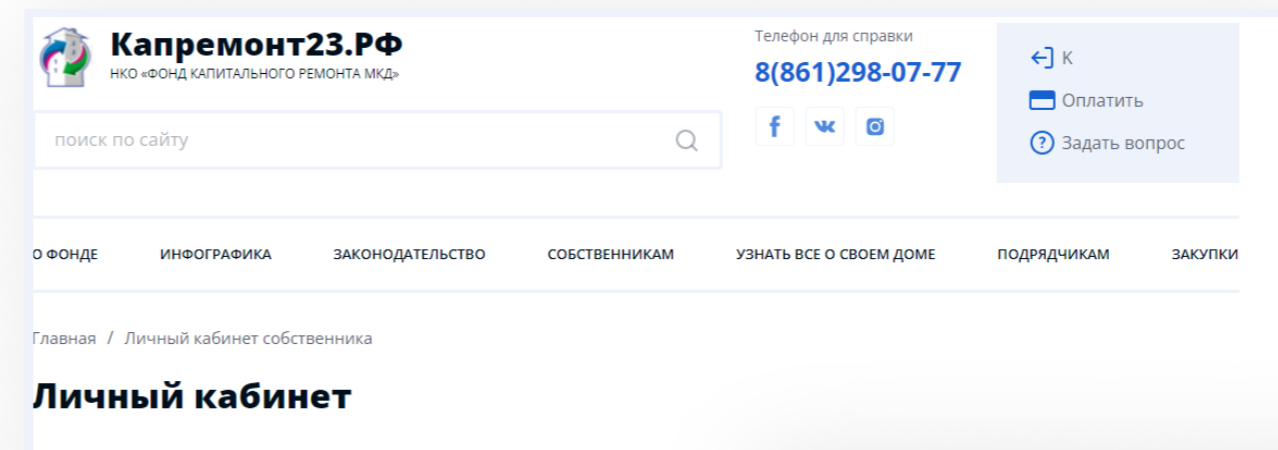 Капремонт23.РФ
НКО «ФОНД КАПИТАЛЬНОГО РЕМОНТА МКД»
поиск по сайту
Телефон для справки
8(861)298-07-77
К
Оплатить
Задать вопрос
О ФОНДЕ ИНФОГРАФИКА ЗАКОНОДАТЕЛЬСТВО СОБСТВЕННИКАМ УЗНАТЬ ВСЕ О СВОЕМ ДОМЕ ПОДРЯДЧИКАМ ЗАКУПКИ
Главная / Личный кабинет собственника
Личный кабинет